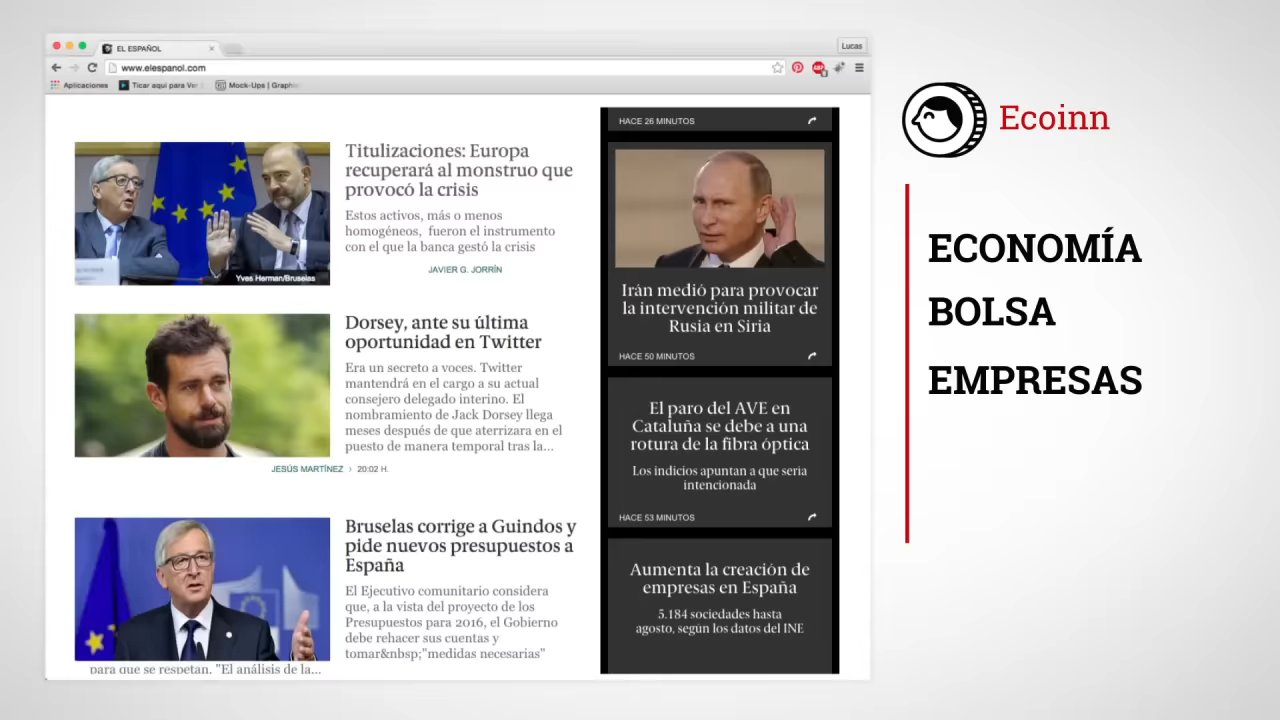 EL ESPAÑOL
Lucas
www.elespanol.com
ABP
Aplicaciones
Ticar aquí para Ver
Mock-Ups | Graphic
Yves Herman/Bruselas
Titulizaciones: Europa
recuperará al monstruo que
provocó la crisis
Estos activos, más o menos
homogéneos, fueron el instrumento
con el que la banca gestó la crisis
JAVIER G. JORRÍN
Dorsey, ante su última
oportunidad en Twitter
Era un secreto a voces. Twitter
mantendrá en el cargo a su actual
consejero delegado interino. El
nombramiento de Jack Dorsey llega
meses después de que aterrizara en el
puesto de manera temporal tras la...
JESÚS MARTÍNEZ › 20:02 H.
Bruselas corrige a Guindos y
pide nuevos presupuestos a
España
El Ejecutivo comunitario considera
que, a la vista del proyecto de los
Presupuestos para 2016, el Gobierno
debe rehacer sus cuentas y
tomar&nbsp;"medidas necesarias"
para que se respetan. "El análisis de la...
HACE 26 MINUTOS
Irán medió para provocar
la intervención militar de
Rusia en Siria
HACE 50 MINUTOS
El paro del AVE en
Cataluña se debe a una
rotura de la fibra óptica
Los indicios apuntan a que sería
intencionada
HACE 53 MINUTOS
Aumenta la creación de
empresas en España
5.184 sociedades hasta
agosto, según los datos del INE
Ecoinn
ECONOMÍA
BOLSA
EMPRESAS